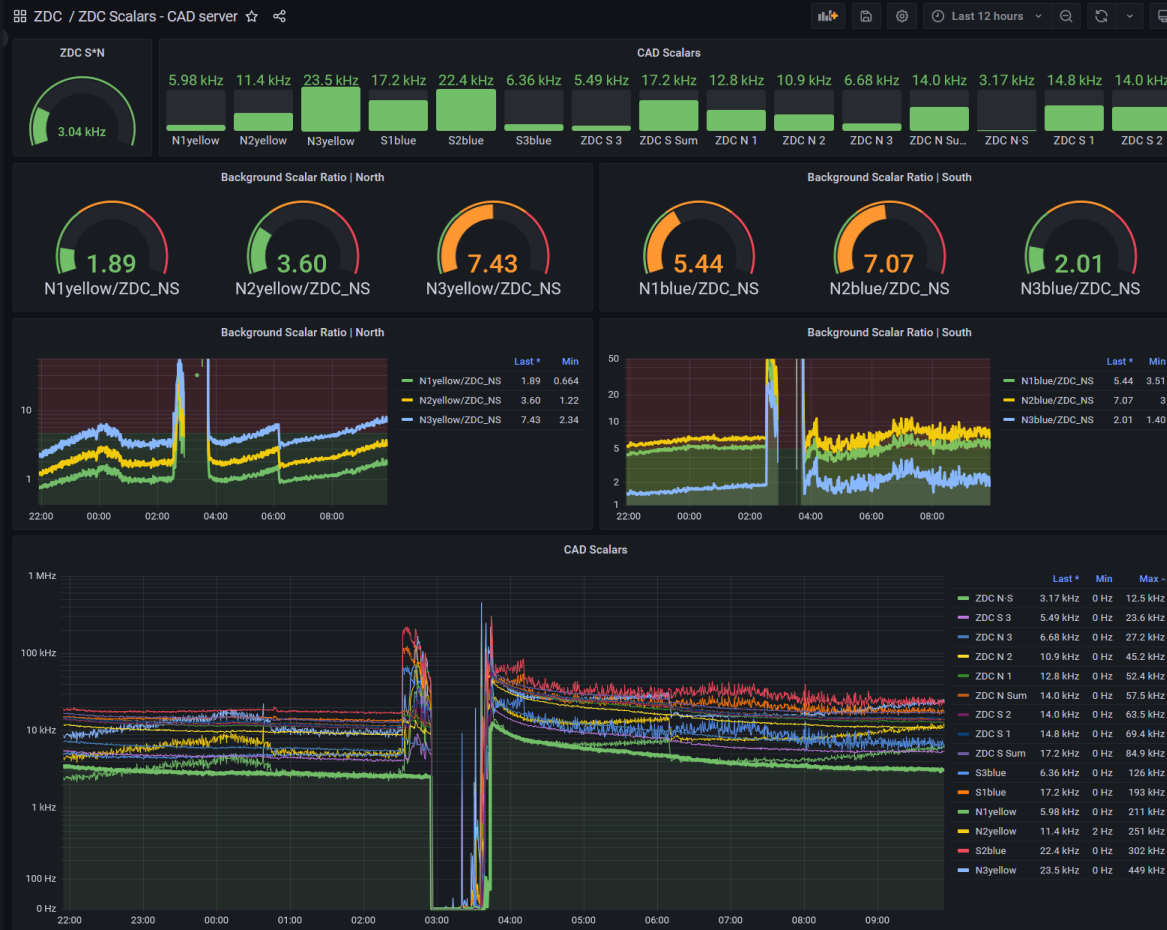 ZDC / ZDC Scalars - CAD server
Last 12 hours
ZDC S*N
3.04 kHz
CAD Scalars
5.98 kHz 11.4 kHz 23.5 kHz 17.2 kHz 22.4 kHz 6.36 kHz 5.49 kHz 17.2 kHz 12.8 kHz 10.9 kHz 6.68 kHz 14.0 kHz 3.17 kHz 14.8 kHz 14.0 kHz
N1yellow N2yellow N3yellow S1blue S2blue S3blue ZDC S 3 ZDC S Sum ZDC N 1 ZDC N 2 ZDC N 3 ZDC N Su... ZDC N·S ZDC S 1 ZDC S 2
Background Scalar Ratio | North
1.89 3.60 7.43
N1yellow/ZDC_NS N2yellow/ZDC_NS N3yellow/ZDC_NS
Background Scalar Ratio | South
5.44 7.07 2.01
N1blue/ZDC_NS N2blue/ZDC_NS N3blue/ZDC_NS
Background Scalar Ratio | North
10
1
22:00 00:00 02:00 04:00 06:00 08:00
Last * Min
N1yellow/ZDC_NS 1.89 0.664
N2yellow/ZDC_NS 3.60 1.22
N3yellow/ZDC_NS 7.43 2.34
Background Scalar Ratio | South
50
20
10
5
2
1
22:00 00:00 02:00 04:00 06:00 08:00
Last * Min
N1blue/ZDC_NS 5.44 3.51
N2blue/ZDC_NS 7.07 3
N3blue/ZDC_NS 2.01 1.40
CAD Scalars
1 MHz
100 kHz
10 kHz
1 kHz
100 Hz
0 Hz
22:00 23:00 00:00 01:00 02:00 03:00 04:00 05:00 06:00 07:00 08:00 09:00
Last * Min Max
ZDC N·S 3.17 kHz 0 Hz 12.5 kHz
ZDC S 3 5.49 kHz 0 Hz 23.6 kHz
ZDC N 3 6.68 kHz 0 Hz 27.2 kHz
ZDC N 2 10.9 kHz 0 Hz 45.2 kHz
ZDC N 1 12.8 kHz 0 Hz 52.4 kHz
ZDC N Sum 14.0 kHz 0 Hz 57.5 kHz
ZDC S 2 14.0 kHz 0 Hz 63.5 kHz
ZDC S 1 14.8 kHz 0 Hz 69.4 kHz
ZDC S Sum 17.2 kHz 0 Hz 84.9 kHz
S3blue 6.36 kHz 0 Hz 126 kHz
S1blue 17.2 kHz 0 Hz 193 kHz
N1yellow 5.98 kHz 0 Hz 211 kHz
N2yellow 11.4 kHz 2 Hz 251 kHz
S2blue 22.4 kHz 0 Hz 302 kHz
N3yellow 23.5 kHz 0 Hz 449 kHz